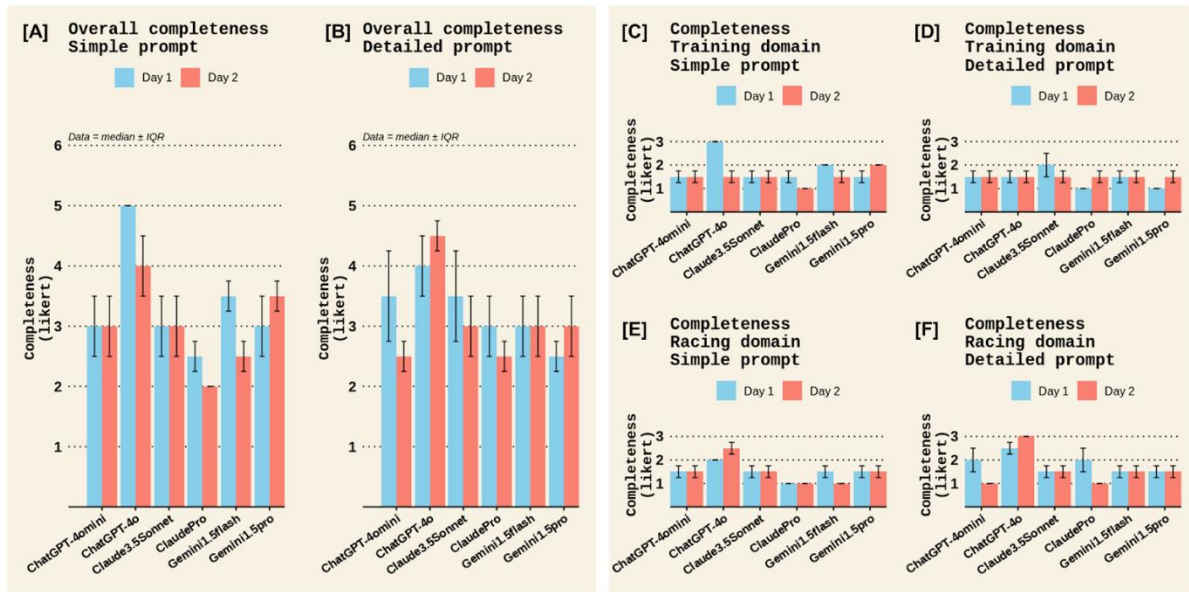 [A] Overall completeness
Simple prompt
Day 1 Day 2
Data = median ± IQR
6
5
4
3
2
1
Completeness
(likert)
ChatGPT-4omini
ChatGPT-4o
Claude3.5Sonnet
ClaudePro
Gemini1.5flash
Gemini1.5pro
[B] Overall completeness
Detailed prompt
Day 1 Day 2
Data = median ± IQR
6
5
4
3
2
1
Completeness
(likert)
ChatGPT-4omini
ChatGPT-4o
Claude3.5Sonnet
ClaudePro
Gemini1.5flash
Gemini1.5pro
[C] Completeness
Training domain
Simple prompt
Day 1 Day 2
3
2
1
Completeness
(likert)
ChatGPT-4omini
ChatGPT-4o
Claude3.5Sonnet
ClaudePro
Gemini1.5flash
Gemini1.5pro
[D] Completeness
Training domain
Detailed prompt
Day 1 Day 2
3
2
1
Completeness
(likert)
ChatGPT-4omini
ChatGPT-4o
Claude3.5Sonnet
ClaudePro
Gemini1.5flash
Gemini1.5pro
[E] Completeness
Racing domain
Simple prompt
Day 1 Day 2
3
2
1
Completeness
(likert)
ChatGPT-4omini
ChatGPT-4o
Claude3.5Sonnet
ClaudePro
Gemini1.5flash
Gemini1.5pro
[F] Completeness
Racing domain
Detailed prompt
Day 1 Day 2
3
2
1
Completeness
(likert)
ChatGPT-4omini
ChatGPT-4o
Claude3.5Sonnet
ClaudePro
Gemini1.5flash
Gemini1.5pro